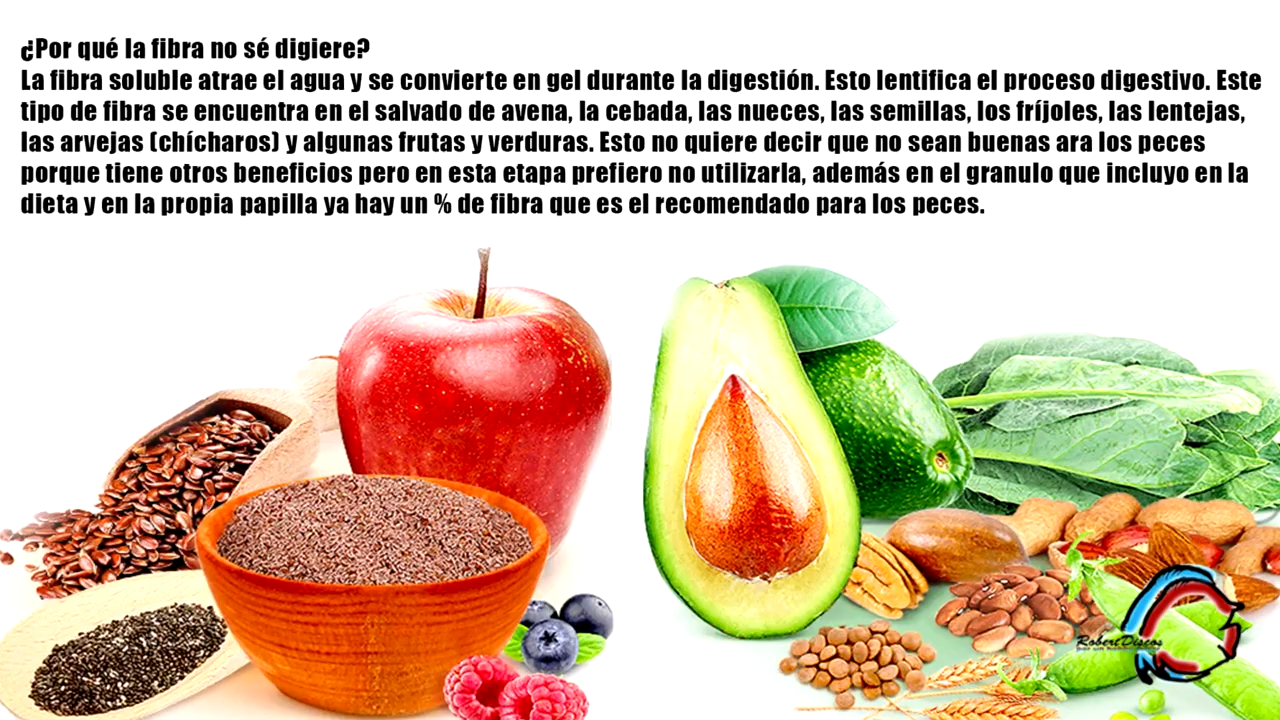 ¿Por qué la fibra no sé digiere?
La fibra soluble atrae el agua y se convierte en gel durante la digestión. Esto lentifica el proceso digestivo. Este
tipo de fibra se encuentra en el salvado de avena, la cebada, las nueces, las semillas, los fríjoles, las lentejas,
las arvejas (chícharos) y algunas frutas y verduras. Esto no quiere decir que no sean buenas ara los peces
porque tiene otros beneficios pero en esta etapa prefiero no utilizarla, además en el granulo que incluyo en la
dieta y en la propia papilla ya hay un % de fibra que es el recomendado para los peces.
RobertDiscos